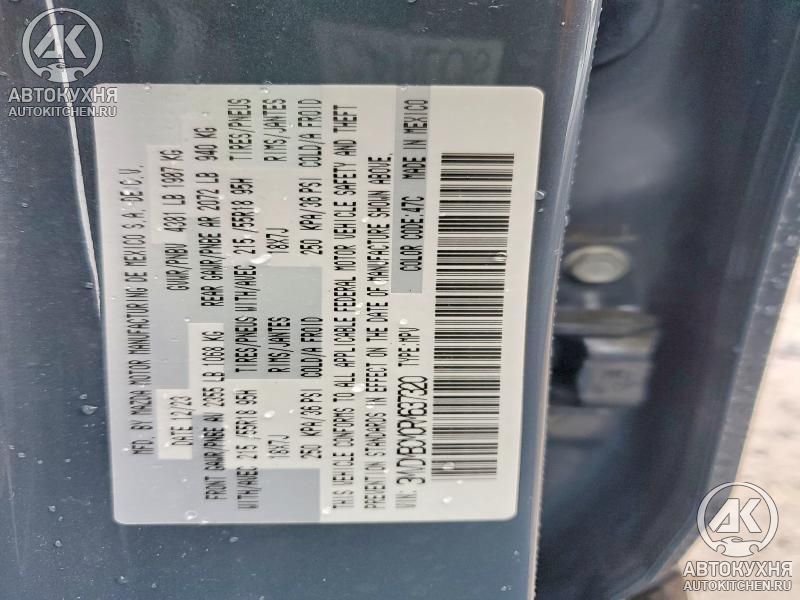 АВТОКУХНЯ
AUTOKITCHEN.RU
MFD. BY MAZDA MOTOR MANUFACTURING DE MEXICO S.A. DE C.V.
DATE 12/23 GVWR/PNBV 4381 LB 1987 KG
FRONT GAWR/PNBE AV 2355 LB 1068 KG REAR GAWR/PNBE AR 2072 LB 940 KG
WITH/AVEC 215/55R18 95H TIRES/PNEUS WITH/AVEC 215/55R18 95H TIRES/PNEUS
18X7J RIMS/JANTES 18X7J RIMS/JANTES
250 KPA/36 PSI COLD/A FROID 250 KPA/36 PSI COLD/A FROID
THIS VEHICLE CONFORMS TO ALL APPLICABLE FEDERAL MOTOR VEHICLE SAFETY AND THEFT
PREVENTION STANDARDS IN EFFECT ON THE DATE OF MANUFACTURE SHOWN ABOVE.
VIN: TYPE:MPV COLOR CODE:47C MADE IN MEXICO
АВТОКУХНЯ
AUTOKITCHEN.RU